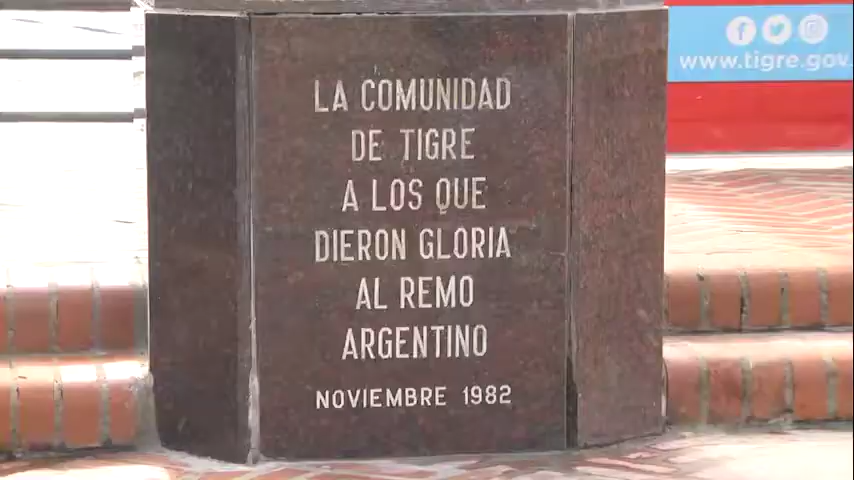 LA COMUNIDAD
DE TIGRE
A LOS QUE
DIERON GLORIA
AL REMO
ARGENTINO
NOVIEMBRE 1982
www.tigre.gov